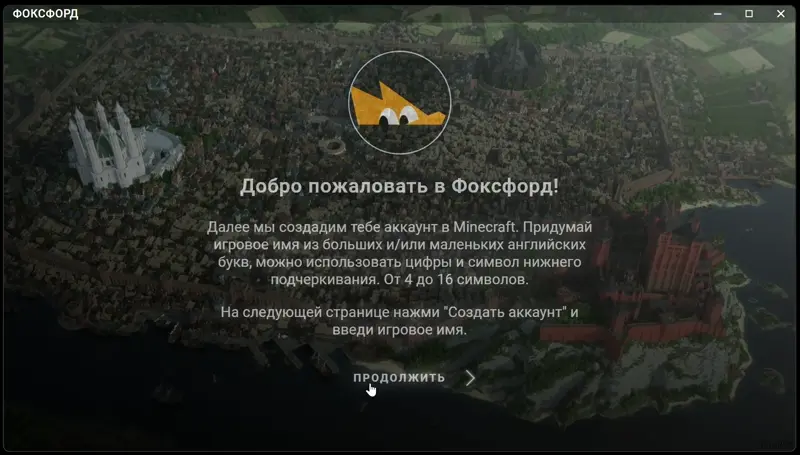 ФОКСФОРД
Добро пожаловать в Фоксфорд!
Далее мы создадим тебе аккаунт в Minecraft. Придумай
игровое имя из больших и/или маленьких английских
букв, можно использовать цифры и символ нижнего
подчеркивания. От 4 до 16 символов.
На следующей странице нажми "Создать аккаунт" и
введи игровое имя.
ПРОДОЛЖИТЬ